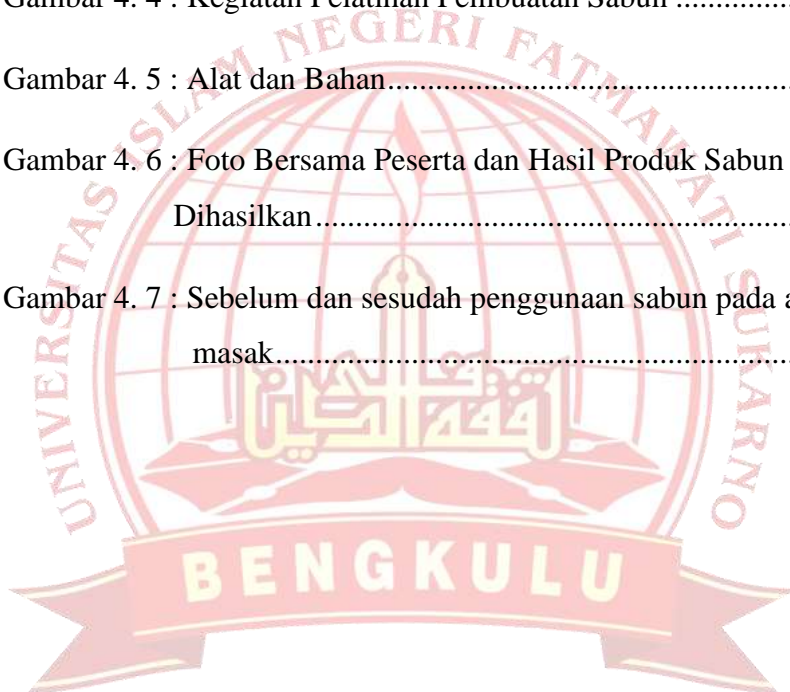 Gambar 4. 4 : Kegiatan Pelatihan Pembuatan Sabun ...............
Gambar 4. 5 : Alat dan Bahan....................................................
Gambar 4. 6 : Foto Bersama Peserta dan Hasil Produk Sabun
Dihasilkan.............................................................
Gambar 4. 7 : Sebelum dan sesudah penggunaan sabun pada a
masak..................................................................
UNIVERSITAS ISLAM NEGERI FATMAWATI SUKARNO
BENGKULU